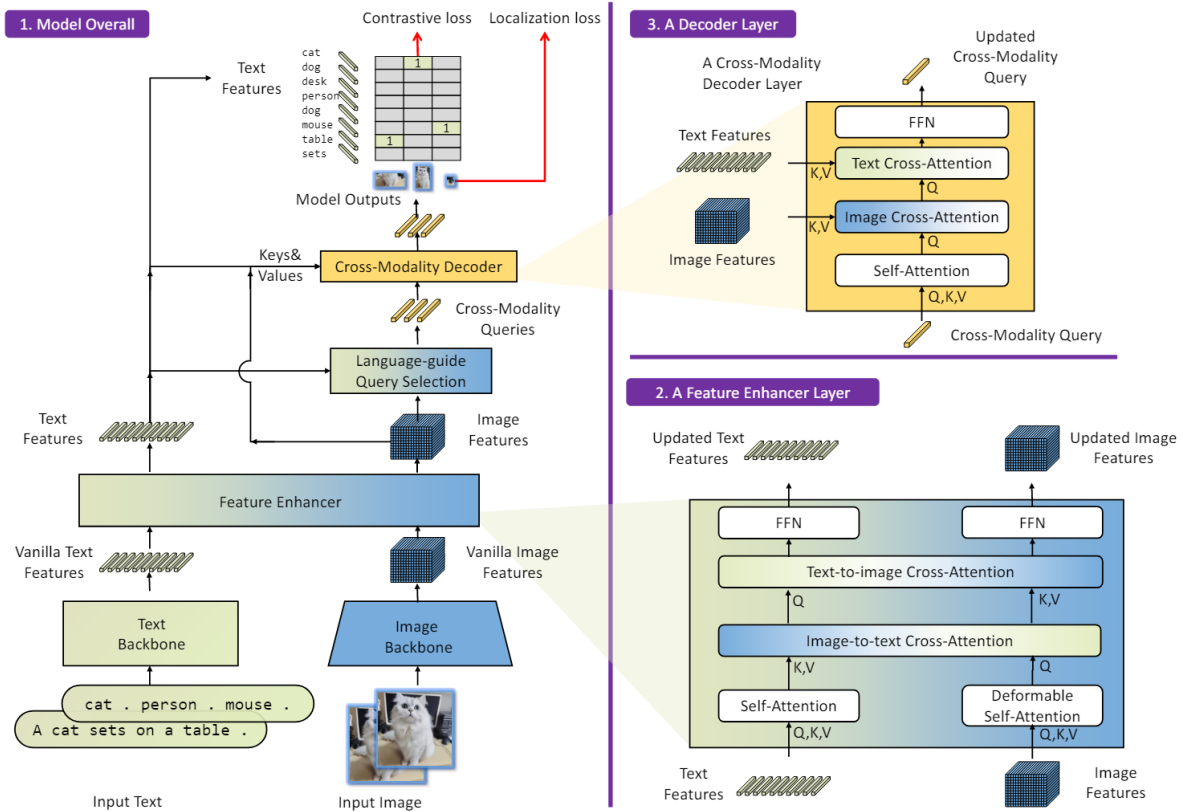 1. Model Overall
Contrastive loss
Localization loss
Text
Features
cat
dog
desk
person
dog
mouse
table
sets
1
1
1
Model Outputs
Keys&
Values
Cross-Modality Decoder
Cross-Modality
Queries
Language-guide
Query Selection
Text
Features
Image
Features
Feature Enhancer
Vanilla Text
Features
Vanilla Image
Features
Text
Backbone
Image
Backbone
cat . person . mouse .
A cat sets on a table .
Input Text
Input Image
3. A Decoder Layer
A Cross-Modality
Decoder Layer
Updated
Cross-Modality
Query
FFN
Text Features
Text Cross-Attention
K,V
Q
Image Cross-Attention
K,V
Q
Image Features
Self-Attention
Q,K,V
Cross-Modality Query
2. A Feature Enhancer Layer
Updated Text
Features
Updated Image
Features
FFN
FFN
Text-to-image Cross-Attention
Q
K,V
Image-to-text Cross-Attention
K,V
Q
Self-Attention
Deformable
Self-Attention
Q,K,V
Q,K,V
Text
Features
Image
Features